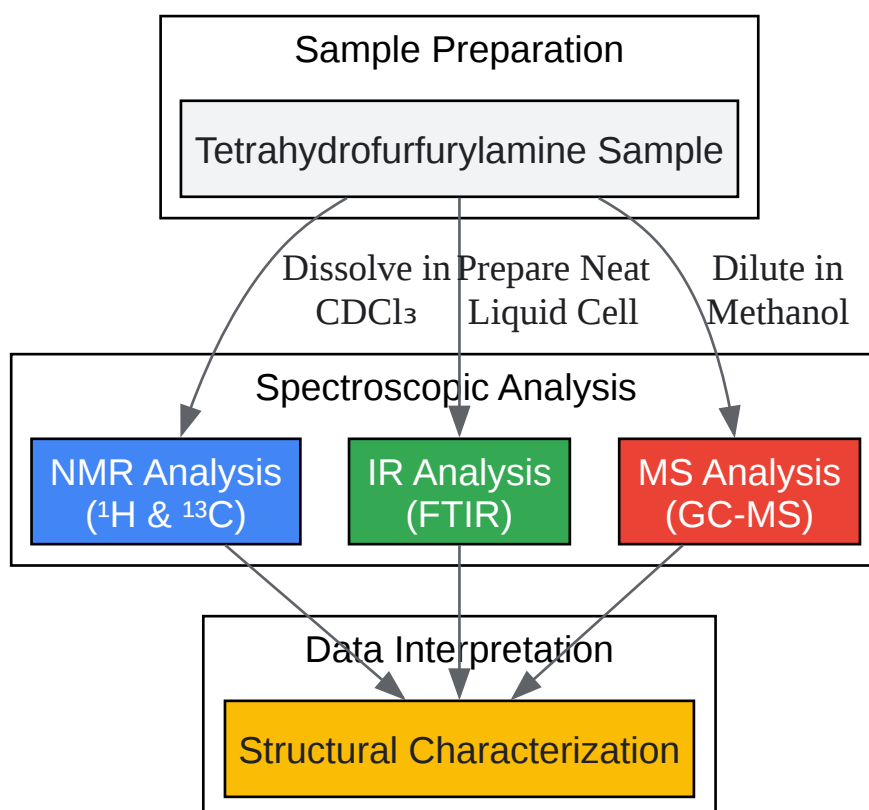 Sample Preparation
Tetrahydrofurfurylamine Sample
Dissolve in
CDCl₃
Prepare Neat
Liquid Cell
Dilute in
Methanol
Spectroscopic Analysis
NMR Analysis
(¹H & ¹³C)
IR Analysis
(FTIR)
MS Analysis
(GC-MS)
Data Interpretation
Structural Characterization